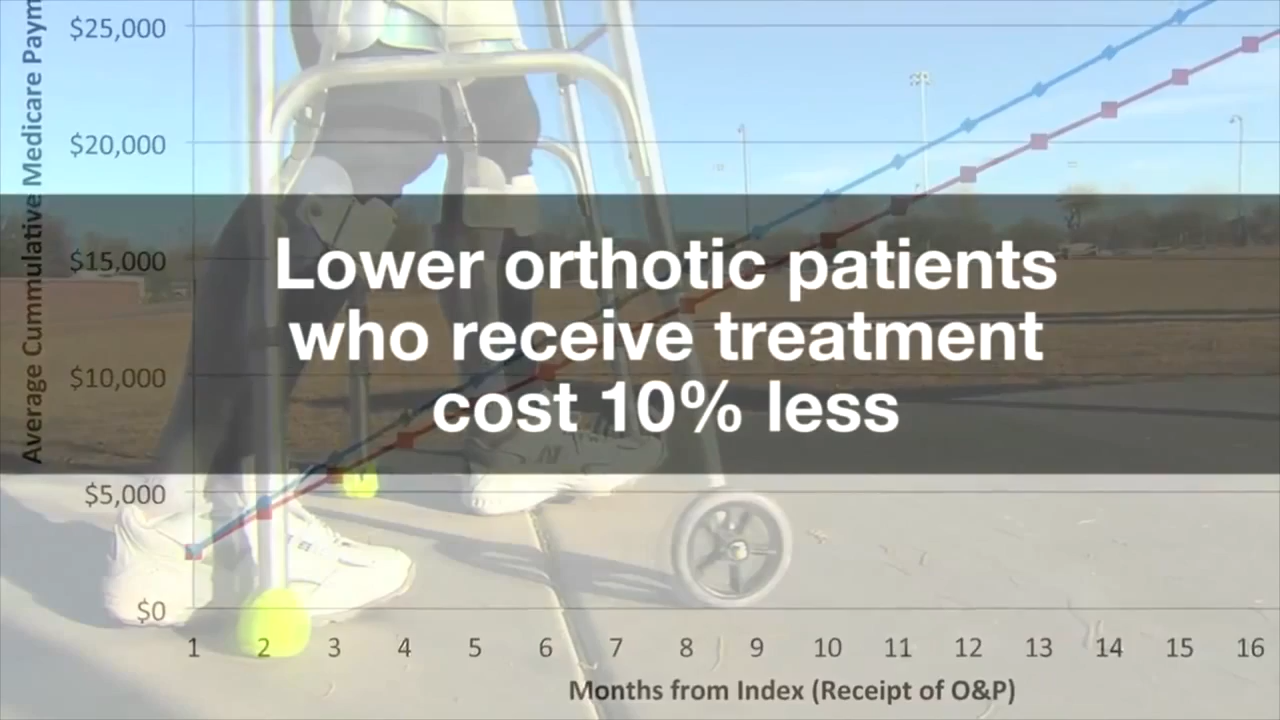 Average Cummulative Medicare
$25,000
$20,000
$15,000
$10,000
$5,000
$0
Lower orthotic patients
who receive treatment
cost 10% less
1 2 3 4 5 6 7 8 9 10 11 12 13 14 15 16
Months from Index (Receipt of O&P)